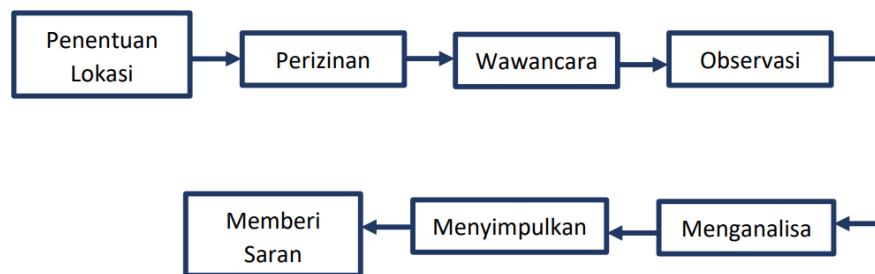 Penentuan
Lokasi
Perizinan
Wawancara
Observasi
Menganalisa
Menyimpulkan
Memberi
Saran